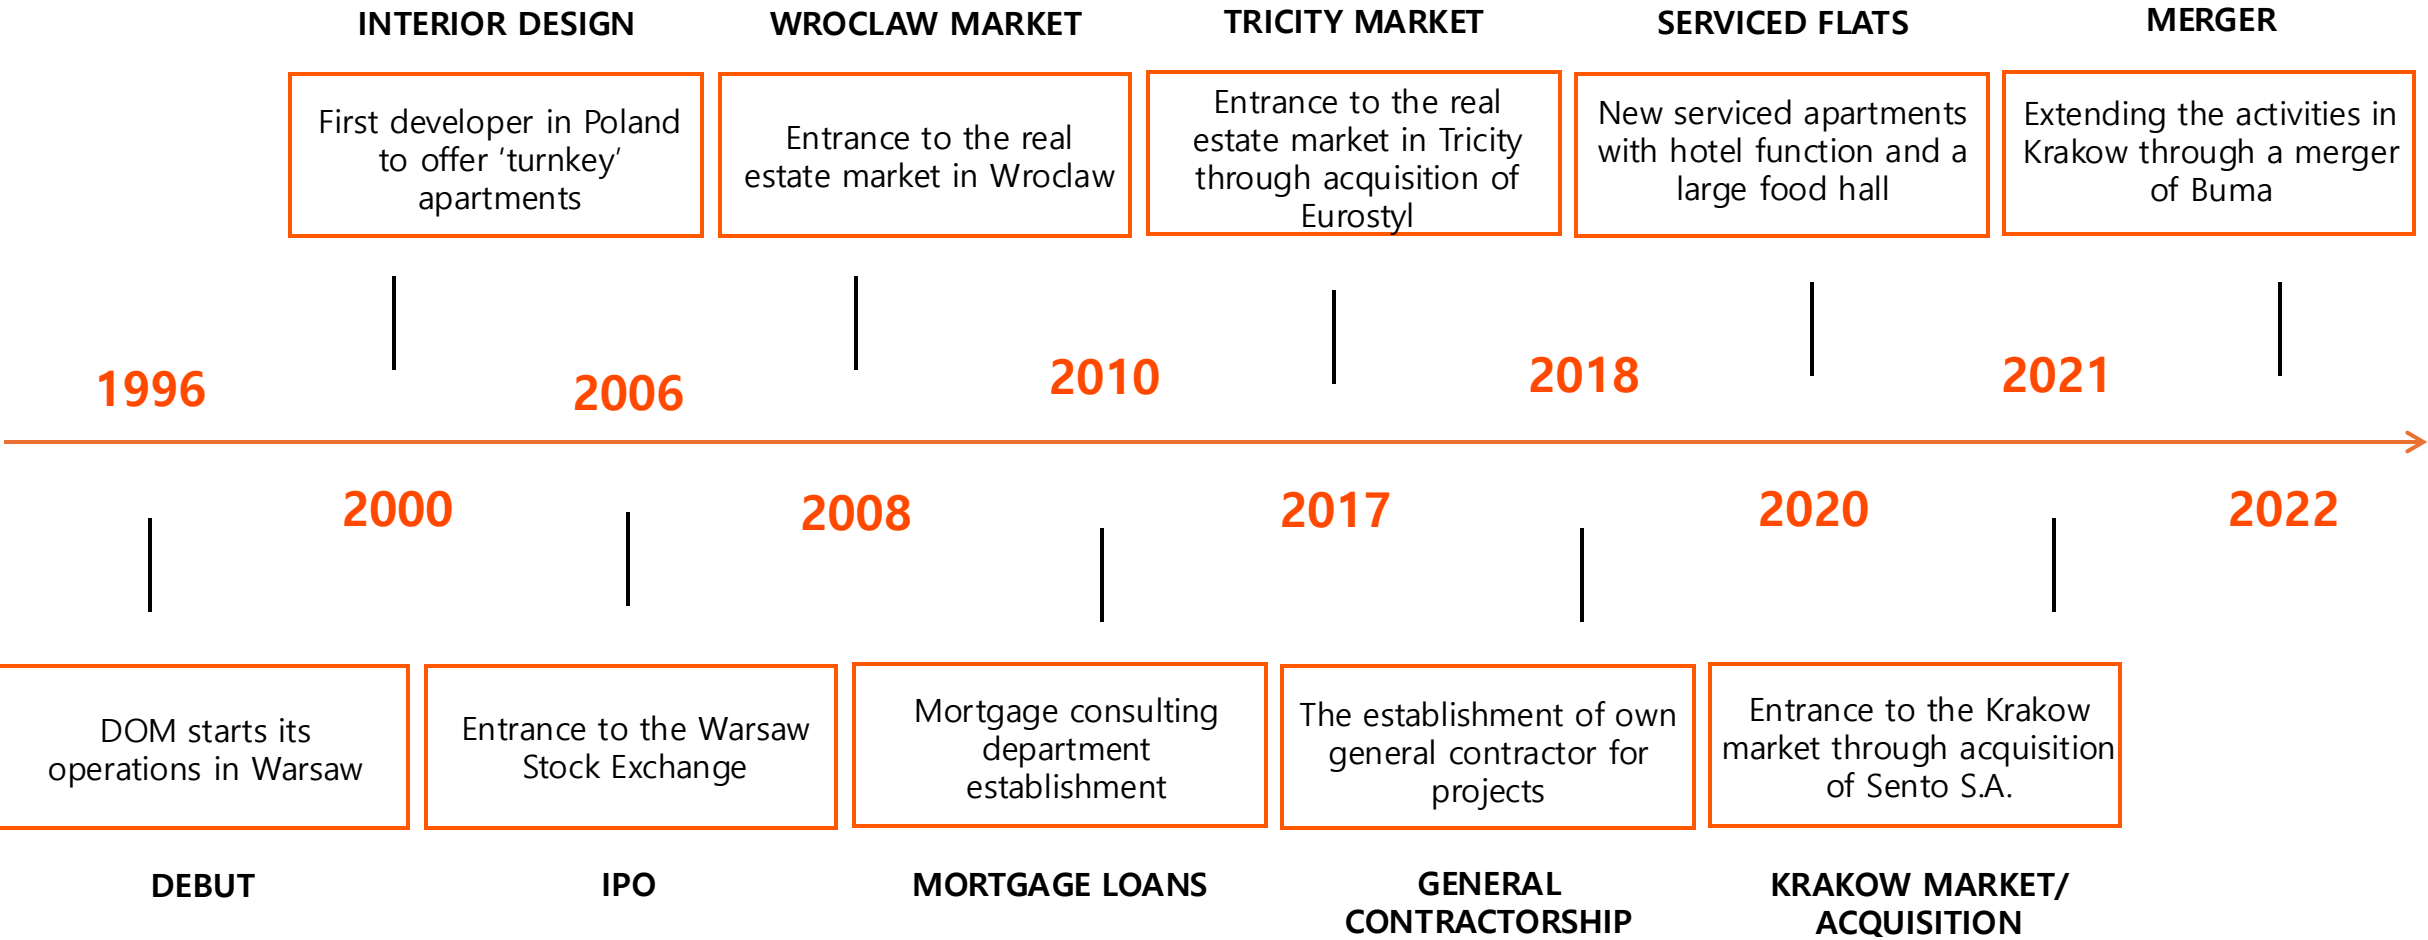 INTERIOR DESIGN
First developer in Poland
to offer ‘turnkey’
apartments
WROCLAW MARKET
Entrance to the real
estate market in Wroclaw
TRICITY MARKET
Entrance to the real
estate market in Tricity
through acquisition of
Eurostyl
SERVICED FLATS
New serviced apartments
with hotel function and a
large food hall
MERGER
Extending the activities in
Krakow through a merger
of Buma
1996
2006
2010
2018
2021
2000
2008
2017
2020
2022
DOM starts its
operations in Warsaw
DEBUT
Entrance to the Warsaw
Stock Exchange
IPO
Mortgage consulting
department
establishment
MORTGAGE LOANS
The establishment of own
general contractor for
projects
GENERAL
CONTRACTORSHIP
Entrance to the Krakow
market through acquisition
of Sento S.A.
KRAKOW MARKET/
ACQUISITION